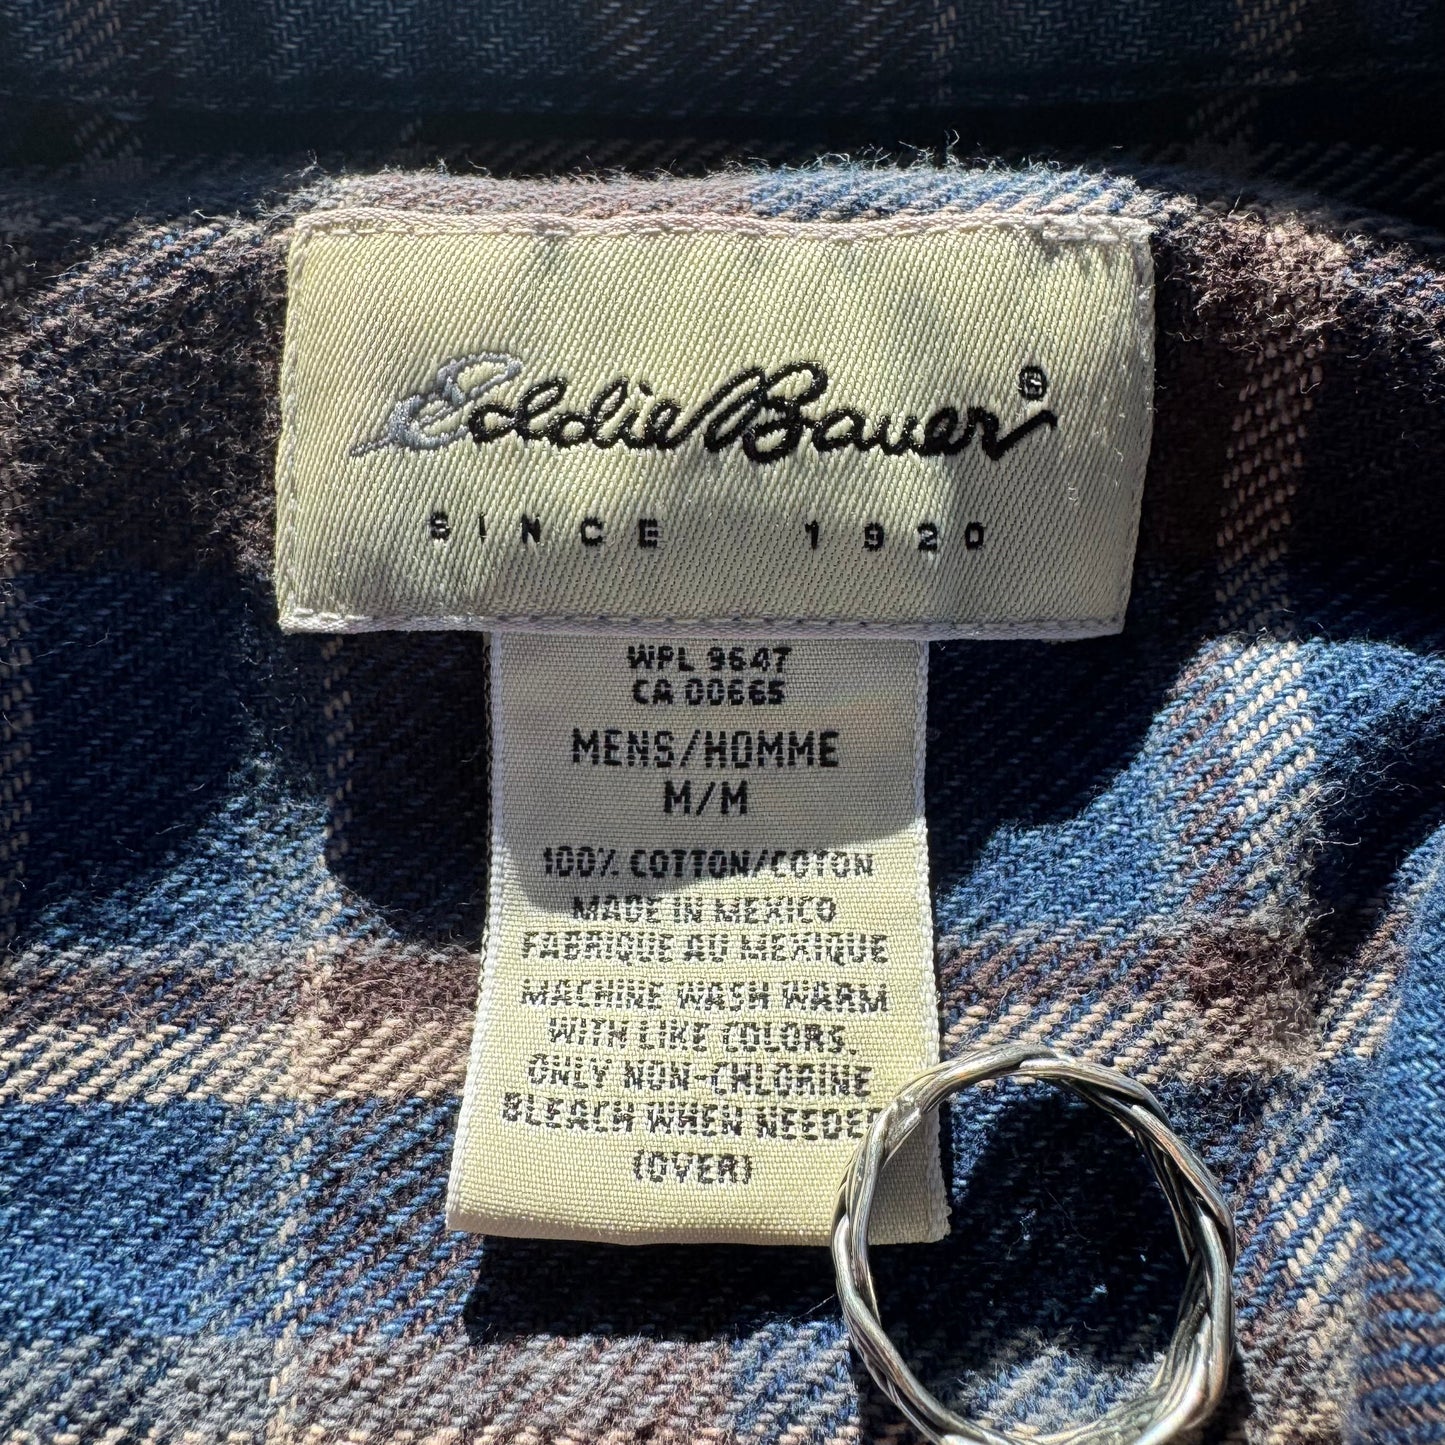 Eddie Bauer®
SINCE 1920
WPL 9647
CA 00665
MENS/HOMME
M/M
100% COTTON/COTON
MADE IN MEXICO
FABRIQUE AU MEXIQUE
MACHINE WASH WARM
WITH LIKE COLORS.
ONLY NON-CHLORINE
BLEACH WHEN NEEDED
(OVER)